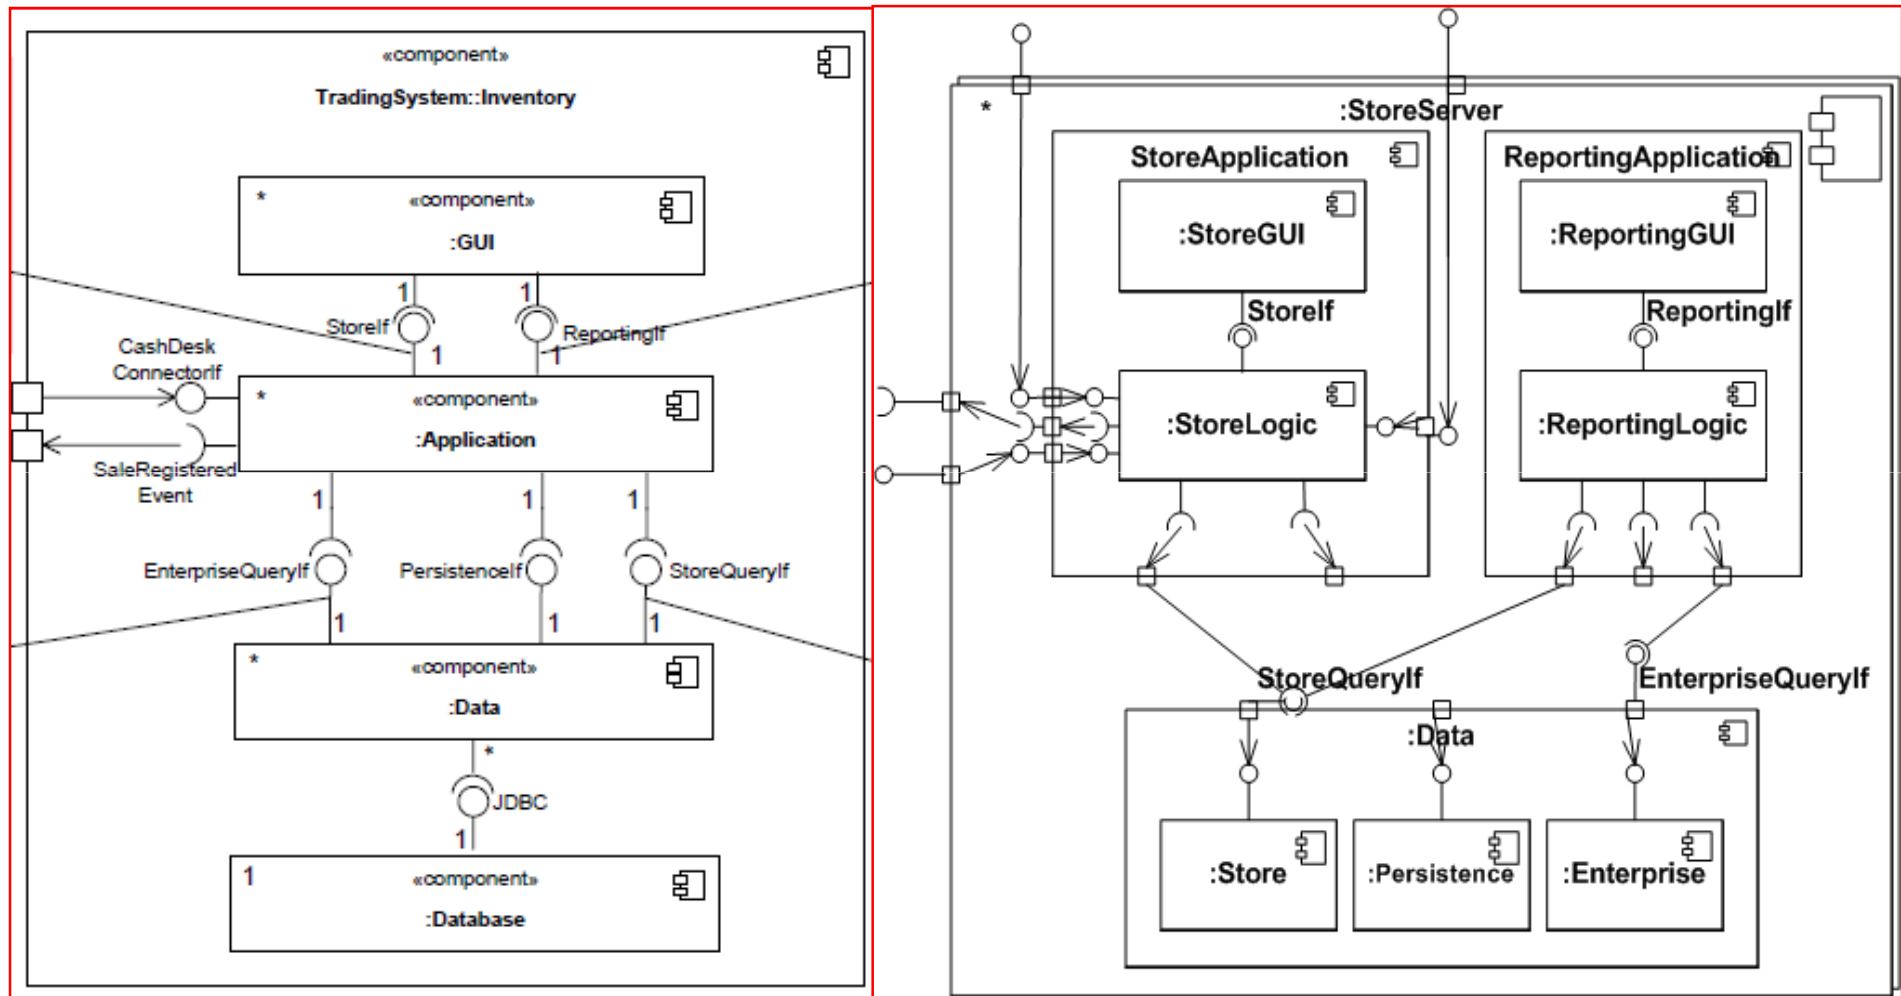 «component»
TradingSystem::Inventory
*
«component»
:GUI
1
1
StoreIf
ReportingIf
1
1
CashDesk
ConnectorIf
*
«component»
:Application
SaleRegistered
Event
1
1
1
EnterpriseQueryIf
PersistenceIf
StoreQueryIf
1
1
1
*
«component»
:Data
*
JDBC
1
1
«component»
:Database
*
:StoreServer
StoreApplication
ReportingApplication
:StoreGUI
:ReportingGUI
StoreIf
ReportingIf
:StoreLogic
:ReportingLogic
StoreQueryIf
EnterpriseQueryIf
:Data
:Store
:Persistence
:Enterprise